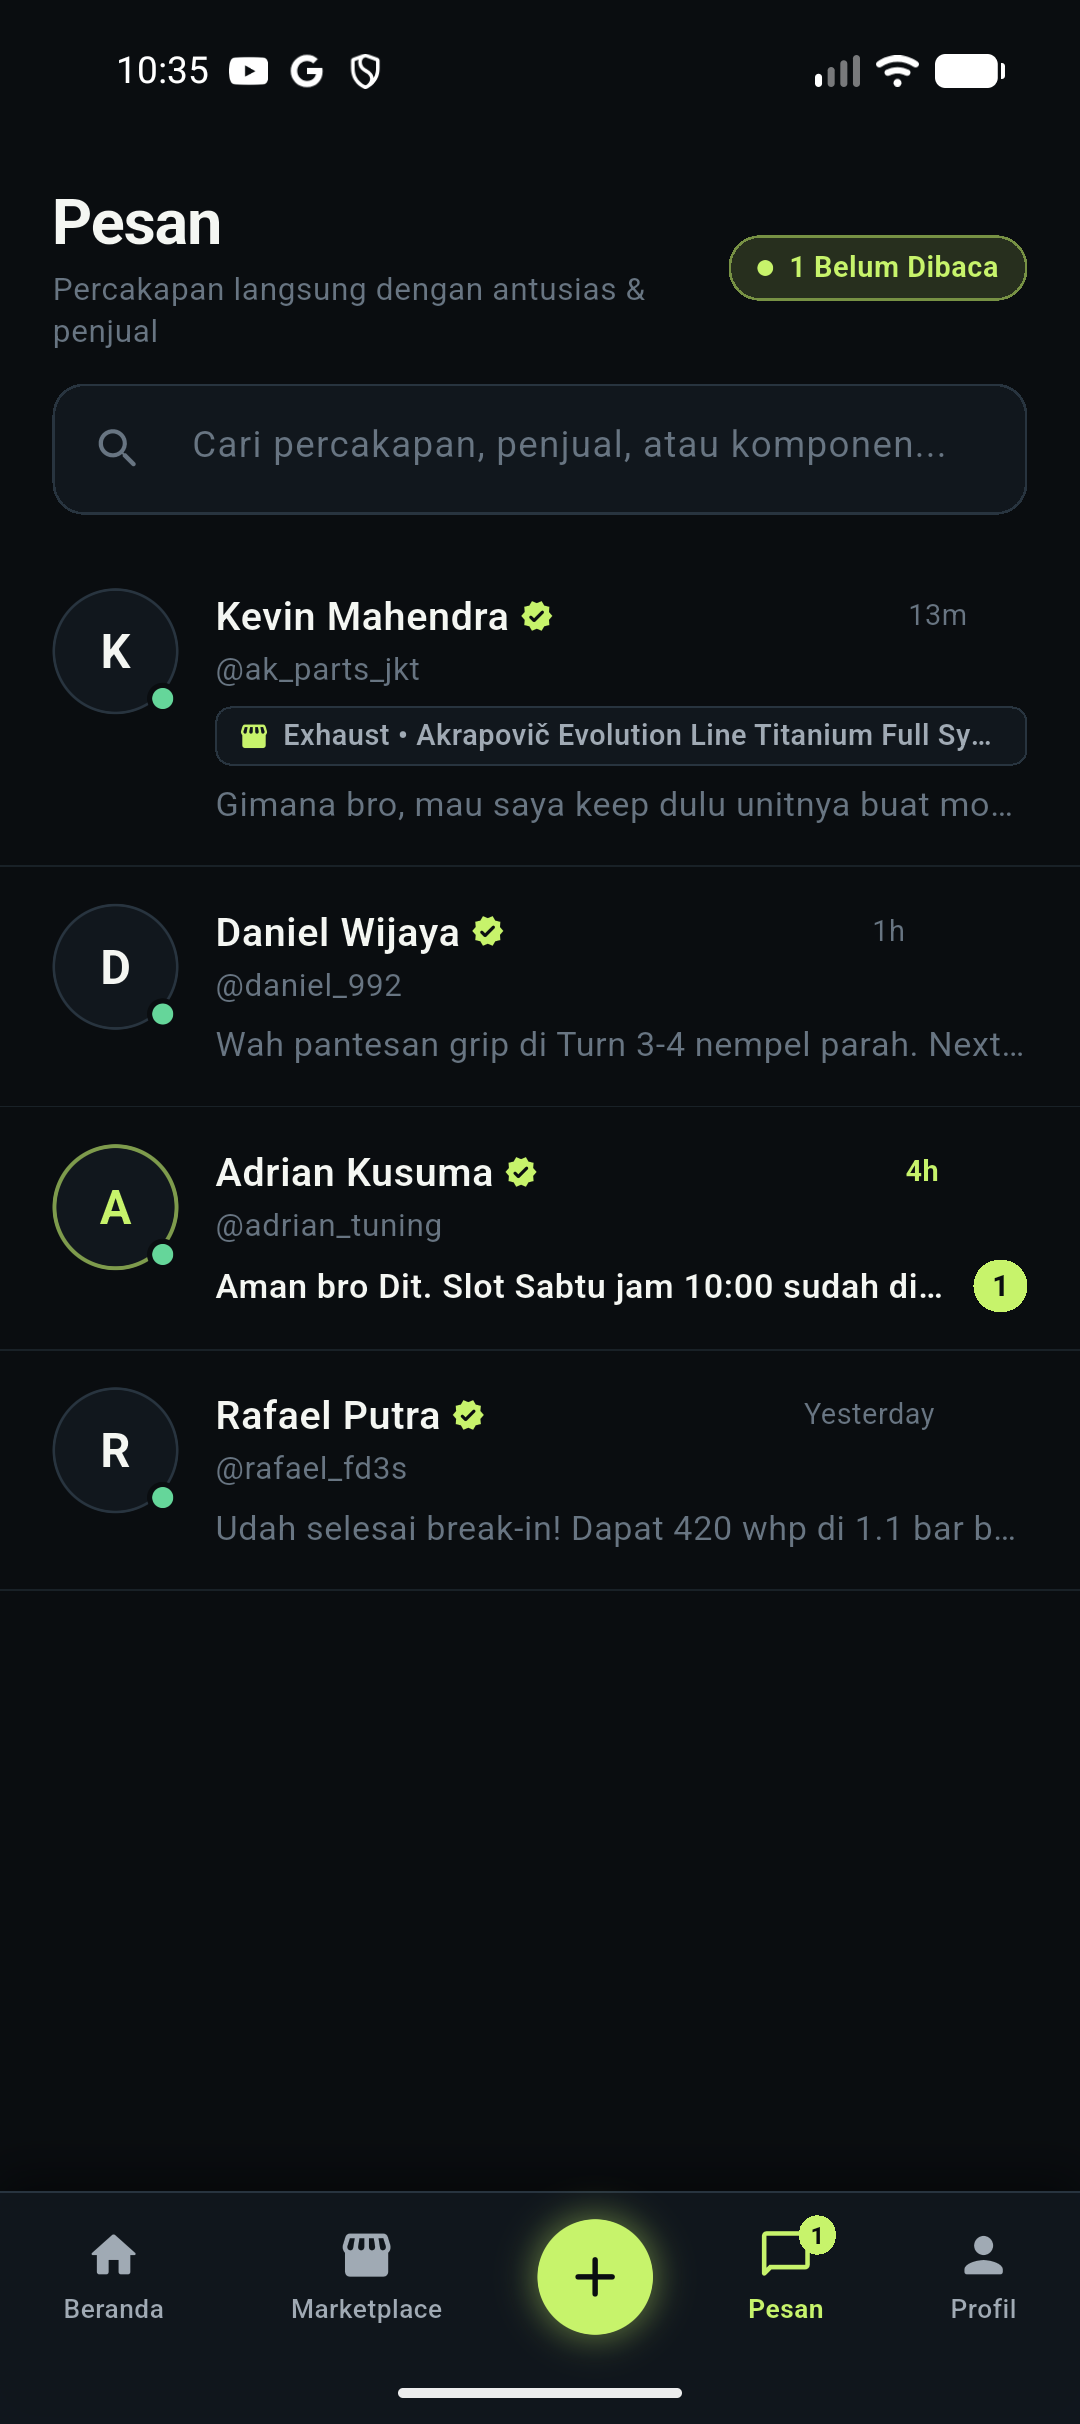 10:35
Pesan
Percakapan langsung dengan antusias &
penjual
1 Belum Dibaca
Cari percakapan, penjual, atau komponen...
K
Kevin Mahendra
13m
@ak_parts_jkt
Exhaust • Akrapovič Evolution Line Titanium Full Sy...
Gimana bro, mau saya keep dulu unitnya buat mo...
D
Daniel Wijaya
1h
@daniel_992
Wah pantesan grip di Turn 3-4 nempel parah. Next...
A
Adrian Kusuma
4h
@adrian_tuning
Aman bro Dit. Slot Sabtu jam 10:00 sudah di...
1
R
Rafael Putra
Yesterday
@rafael_fd3s
Udah selesai break-in! Dapat 420 whp di 1.1 bar b...
1
Beranda
Marketplace
Pesan
Profil